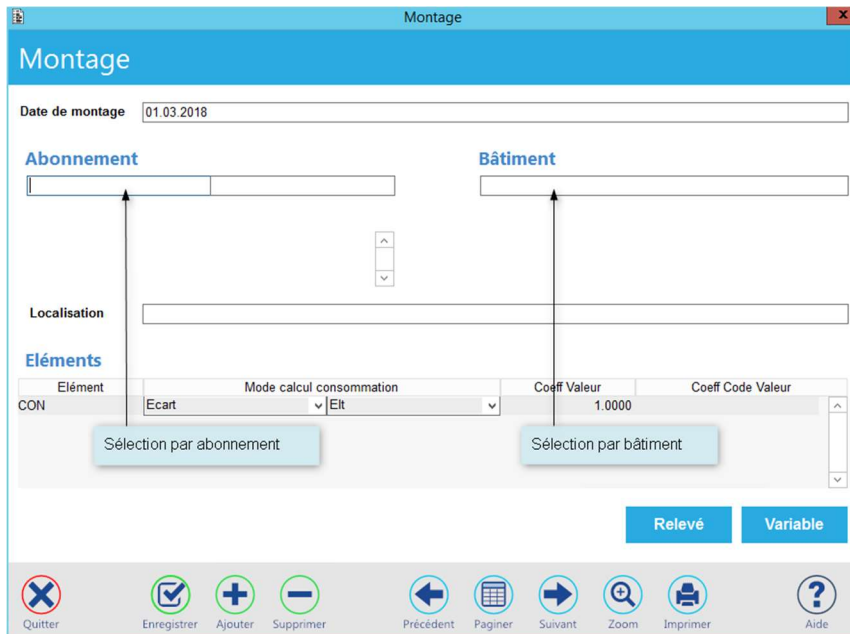 Montage
x
Montage
Date de montage 01.03.2018
Abonnement Bâtiment
Localisation
Eléments
Elément Mode calcul consommation Coeff Valeur Coeff Code Valeur
CON Ecart Elt 1.0000
Sélection par abonnement Sélection par bâtiment
Relevé Variable
Quitter Enregistrer Ajouter Supprimer Précédent Paginer Suivant Zoom Imprimer ? Aide